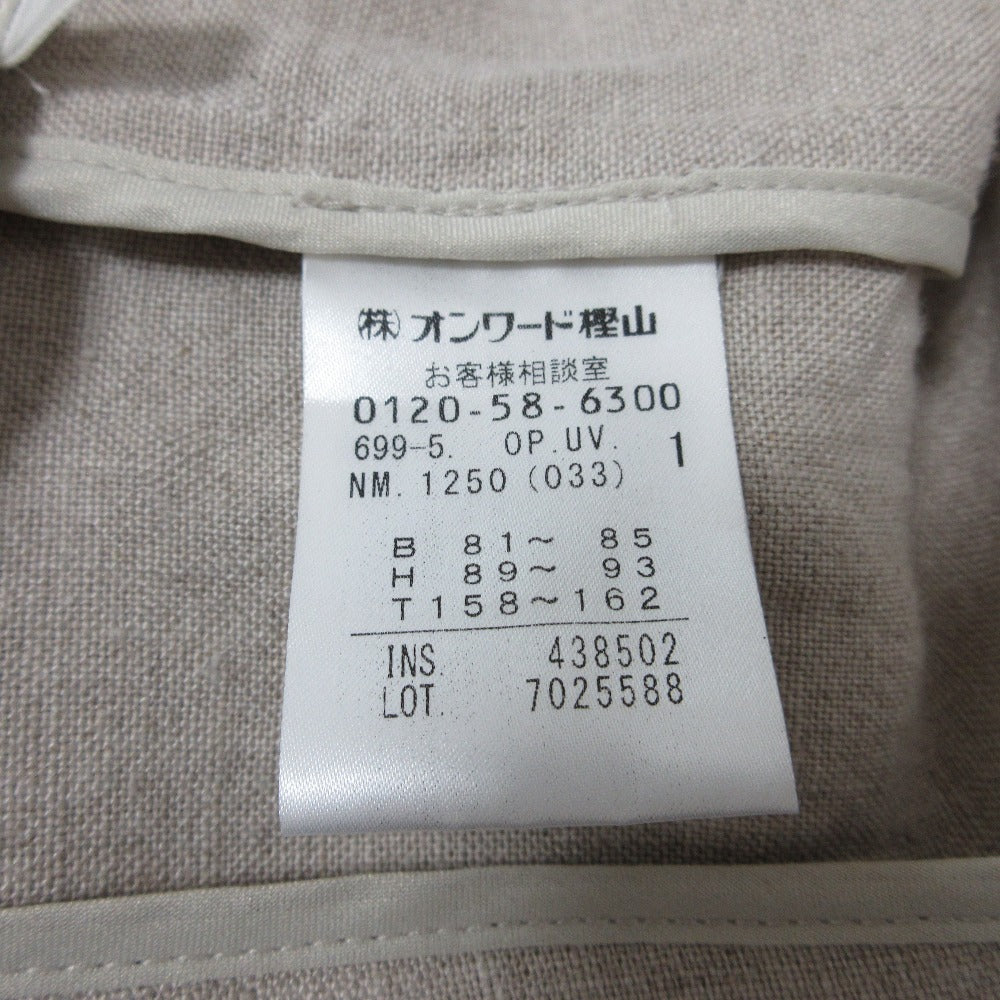 ㈱オンワード樫山
お客様相談室
0120-58-6300
699-5. OP.UV. 1
NM. 1250 (033)
B 81～ 85
H 89～ 93
T158～162
INS. 438502
LOT. 7025588